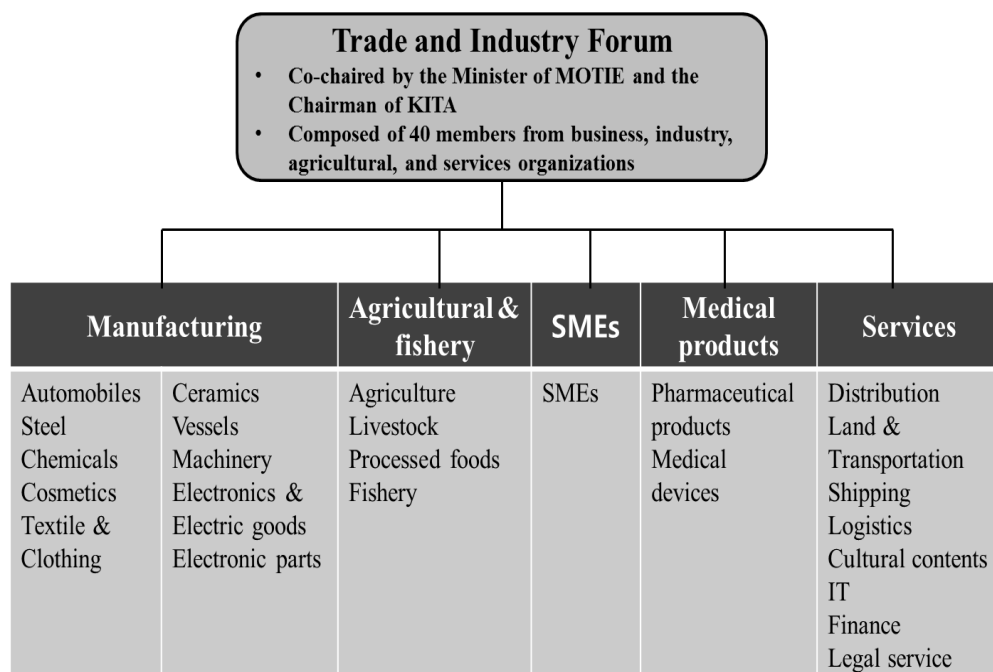 Trade and Industry Forum
• Co-chaired by the Minister of MOTIE and the
Chairman of KITA
• Composed of 40 members from business, industry,
agricultural, and services organizations
Manufacturing
Agricultural &
fishery
SMEs
Medical
products
Services
Automobiles
Steel
Chemicals
Cosmetics
Textile &
Clothing
Ceramics
Vessels
Machinery
Electronics &
Electric goods
Electronic parts
Agriculture
Livestock
Processed foods
Fishery
SMEs
Pharmaceutical
products
Medical
devices
Distribution
Land &
Transportation
Shipping
Logistics
Cultural contents
IT
Finance
Legal service